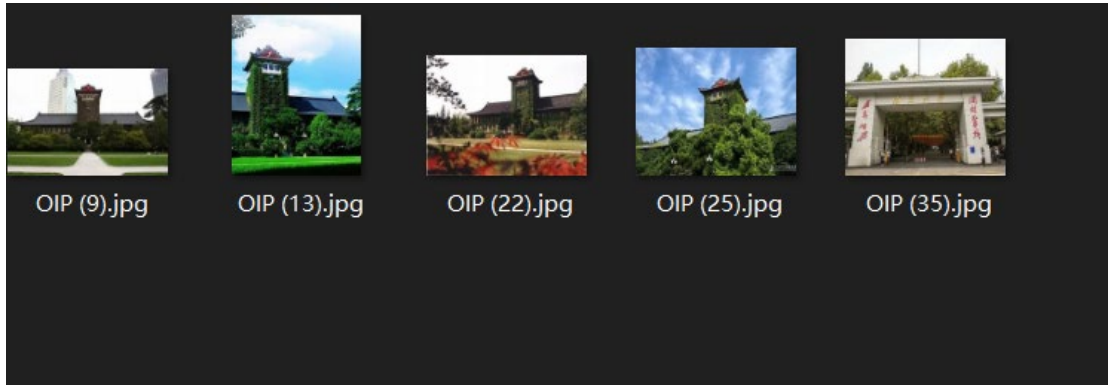 OIP (9).jpg
OIP (13).jpg
OIP (22).jpg
OIP (25).jpg
OIP (35).jpg